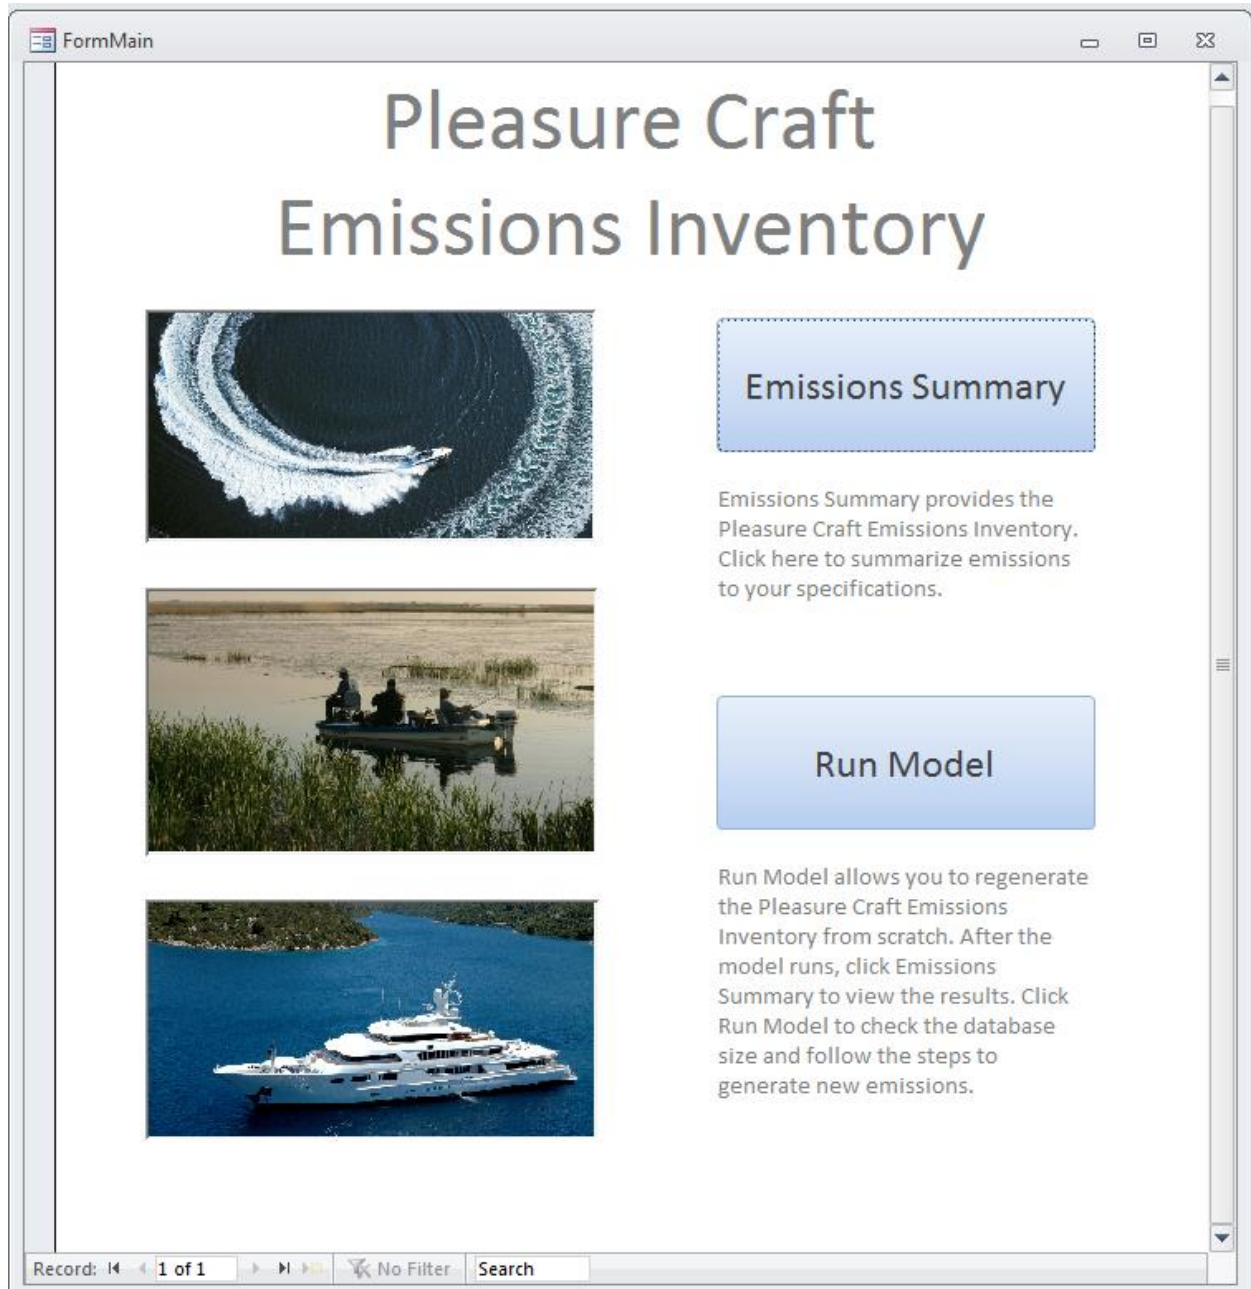 FormMain
Pleasure Craft
Emissions Inventory
Emissions Summary
Emissions Summary provides the
Pleasure Craft Emissions Inventory.
Click here to summarize emissions
to your specifications.
Run Model
Run Model allows you to regenerate
the Pleasure Craft Emissions
Inventory from scratch. After the
model runs, click Emissions
Summary to view the results. Click
Run Model to check the database
size and follow the steps to
generate new emissions.
Record: 1 of 1 No Filter Search